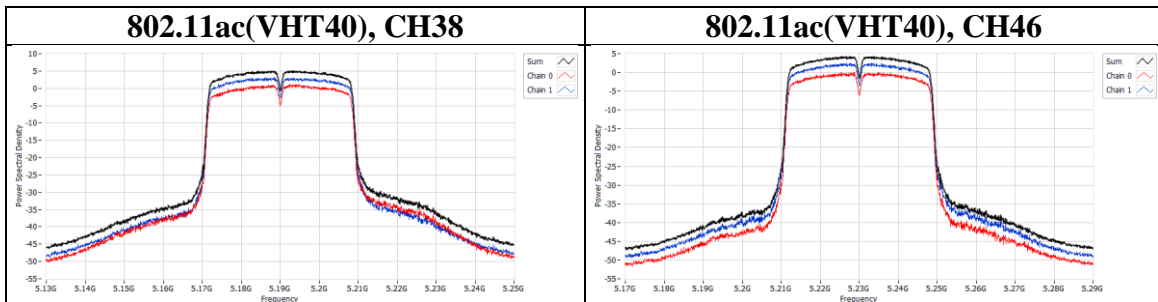 802.11ac(VHT40), CH38
802.11ac(VHT40), CH46
Power Spectral Density
10
5
0
-5
-10
-15
-20
-25
-30
-35
-40
-45
-50
-55
5.13G 5.14G 5.15G 5.16G 5.17G 5.18G 5.19G 5.2G 5.21G 5.22G 5.23G 5.24G 5.25G
Frequency
Sum
Chain 0
Chain 1
Power Spectral Density
5
0
-5
-10
-15
-20
-25
-30
-35
-40
-45
-50
-55
5.17G 5.18G 5.19G 5.2G 5.21G 5.22G 5.23G 5.24G 5.25G 5.26G 5.27G 5.28G 5.29G
Frequency
Sum
Chain 0
Chain 1